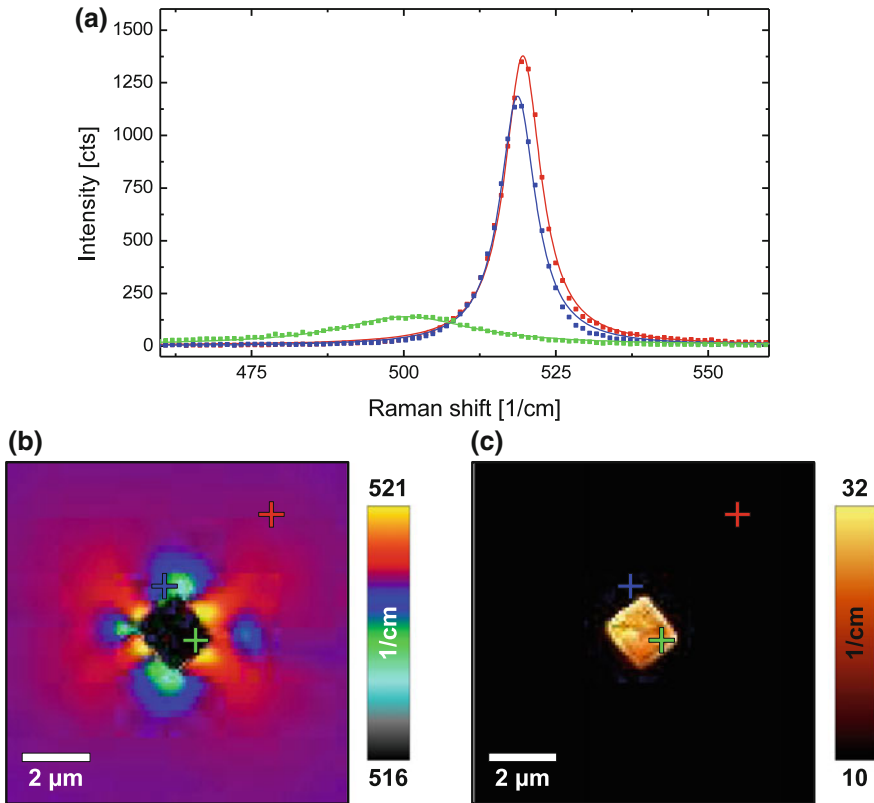 (a)
1500
1250
1000
750
500
250
0
Intensity [cts]
475 500 525 550
Raman shift [1/cm]
(b)
521
1/cm
516
2 µm
(c)
32
1/cm
10
2 µm